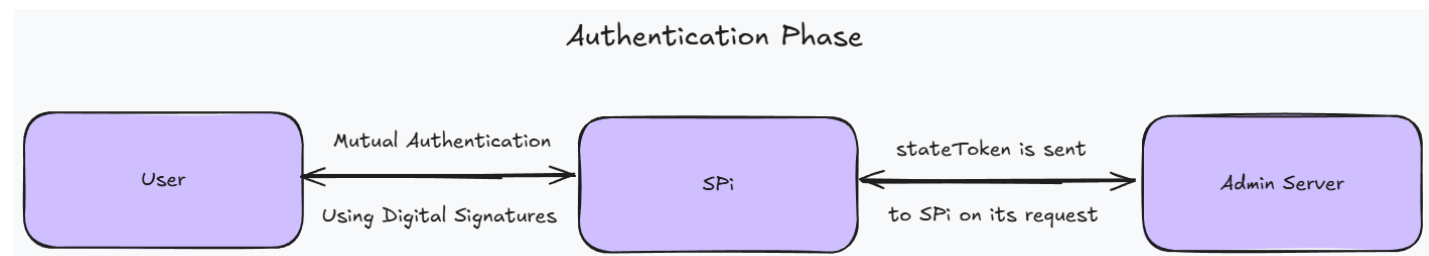 Authentication Phase
User
Mutual Authentication
Using Digital Signatures
SPi
stateToken is sent
to SPi on its request
Admin Server